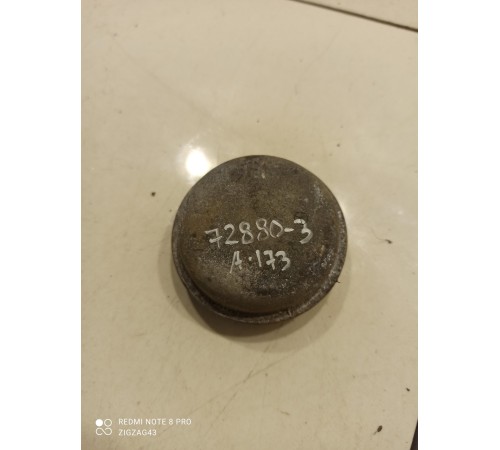 72880-3
A-173
REDMI NOTE 8 PRO
ZIGZAG43